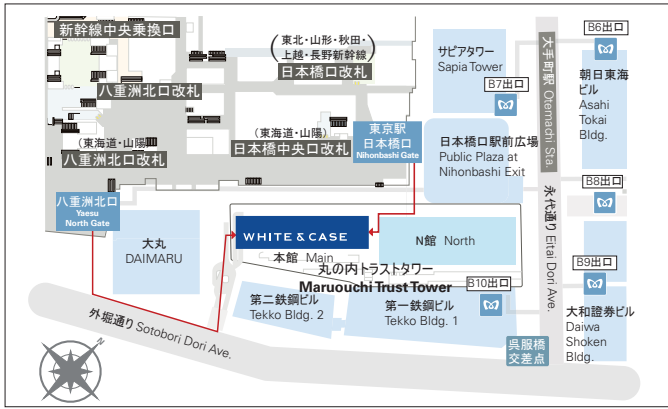 新幹線中央乗換口
東北・山形・秋田・
上越・長野新幹線
日本橋口改札
八重洲北口改札
(東海道・山陽)
八重洲北口改札
(東海道・山陽)
日本橋中央口改札
東京駅
日本橋口
Nihonbashi Gate
サピアタワー
Sapia Tower
B7出口
日本橋口駅前広場
Public Plaza at
Nihonbashi Exit
大手町駅 Otemachi Sta.
永代通り Eitai Dori Ave.
B6出口
朝日東海
ビル
Asahi
Tokai
Bldg.
B8出口
B9出口
大和證券ビル
Daiwa
Shoken
Bldg.
八重洲北口
Yaesu
North Gate
大丸
DAIMARU
WHITE & CASE
本館 Main
N館 North
丸の内トラストタワー
Maruouchi Trust Tower
B10出口
第二鉄鋼ビル
Tekko Bldg. 2
第一鉄鋼ビル
Tekko Bldg. 1
呉服橋
交差点
外堀通り Sotobori Dori Ave.
N